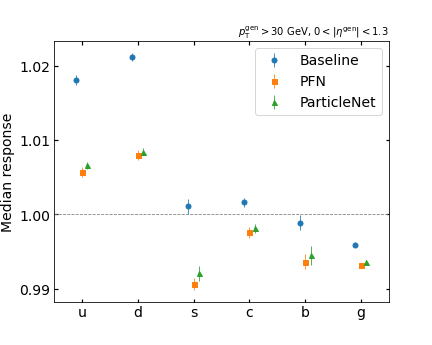 p_T^gen > 30 GeV, 0 < |η^gen| < 1.3
Median response
1.02
1.01
1.00
0.99
Baseline
PFN
ParticleNet
u d s c b g